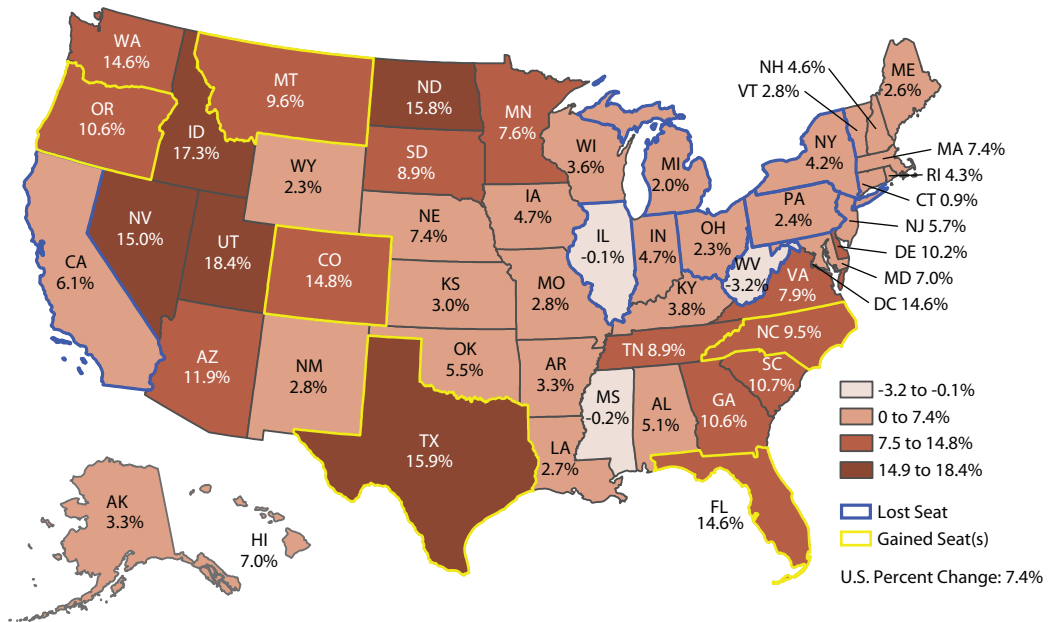 WA
14.6%
OR
10.6%
ID
17.3%
MT
9.6%
ND
15.8%
MN
7.6%
SD
8.9%
WY
2.3%
WI
3.6%
MI
2.0%
NH 4.6%
VT 2.8%
ME
2.6%
NY
4.2%
MA 7.4%
RI 4.3%
CT 0.9%
NJ 5.7%
DE 10.2%
MD 7.0%
DC 14.6%
PA
2.4%
NV
15.0%
UT
18.4%
CA
6.1%
CO
14.8%
NE
7.4%
IA
4.7%
IL
-0.1%
IN
4.7%
OH
2.3%
WV
-3.2%
VA
7.9%
KS
3.0%
MO
2.8%
KY
3.8%
NC 9.5%
TN 8.9%
SC
10.7%
AZ
11.9%
NM
2.8%
OK
5.5%
AR
3.3%
MS
-0.2%
AL
5.1%
GA
10.6%
TX
15.9%
LA
2.7%
FL
14.6%
AK
3.3%
HI
7.0%
-3.2 to -0.1%
0 to 7.4%
7.5 to 14.8%
14.9 to 18.4%
Lost Seat
Gained Seat(s)
U.S. Percent Change: 7.4%